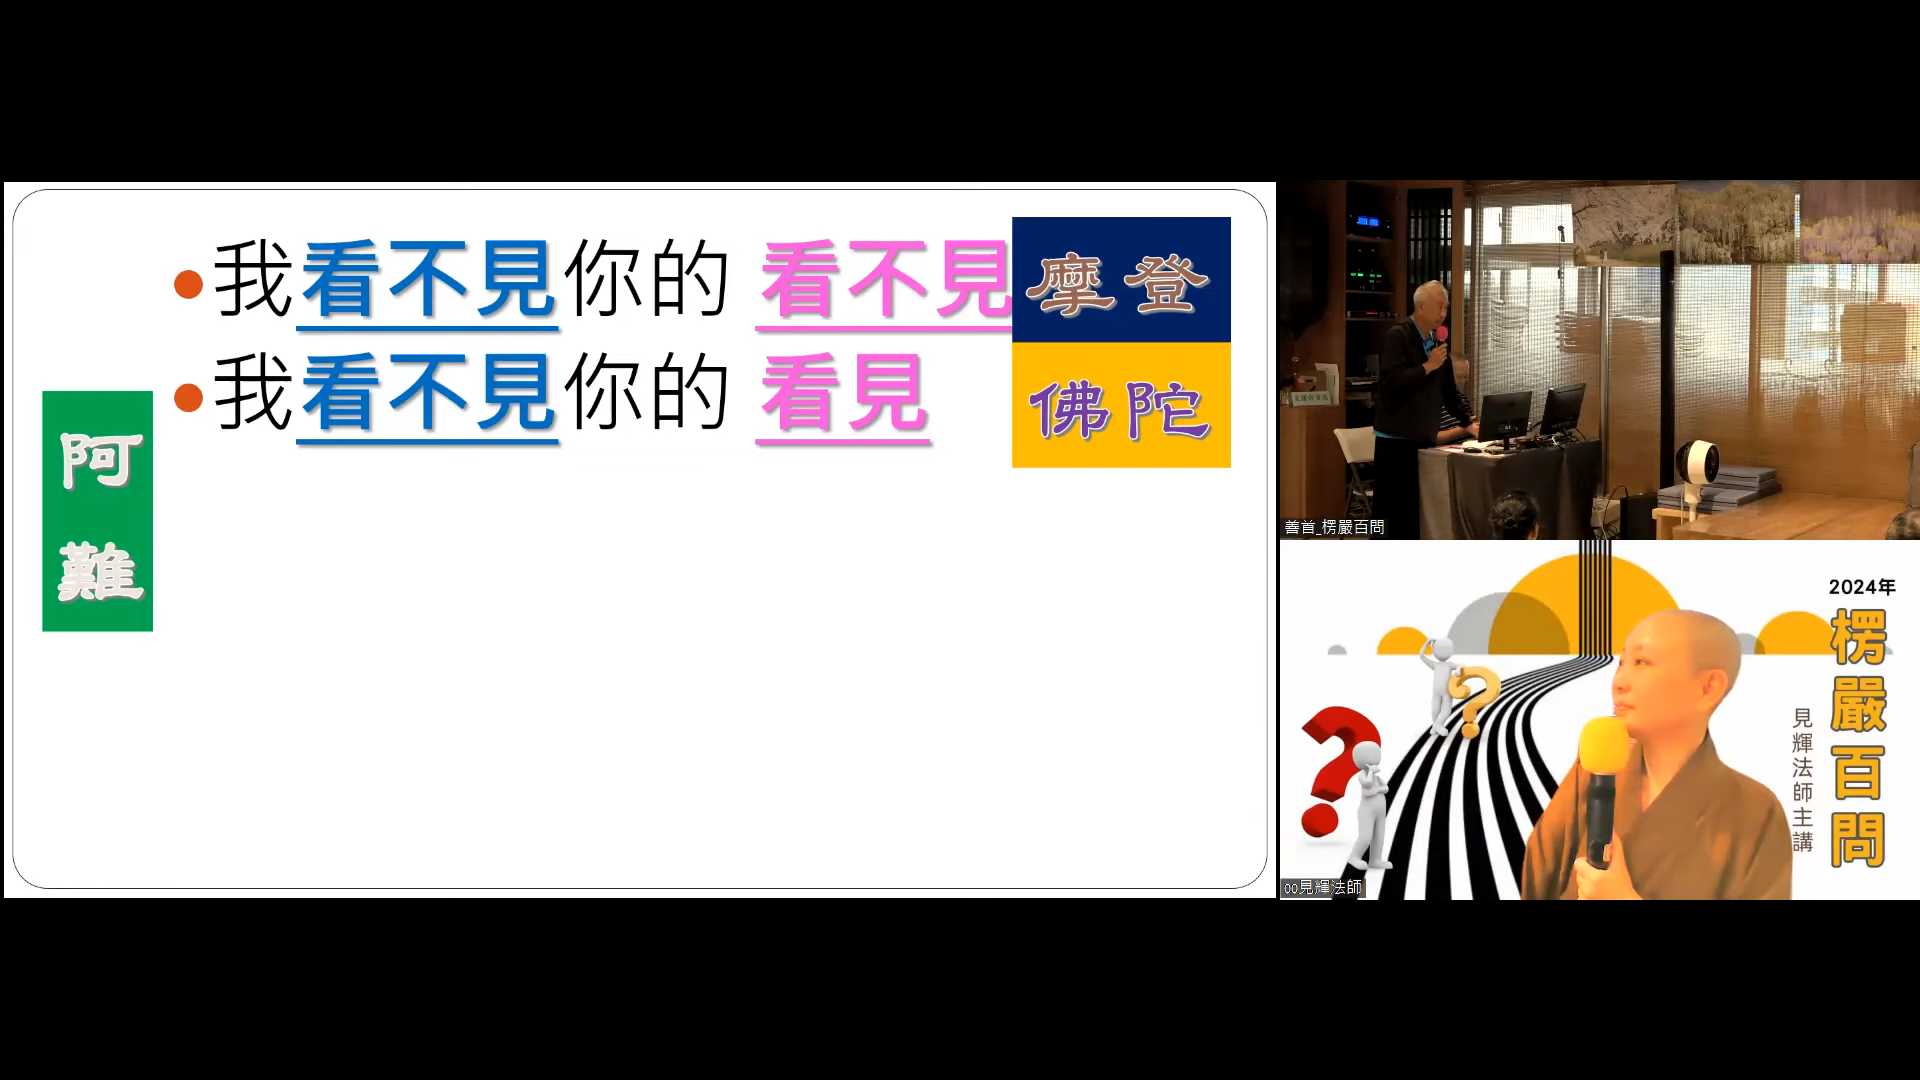 我看不見你的 看不見
我看不見你的 看見
摩登
佛陀
阿難
善首_楞嚴百問
2024年
楞嚴百問
見輝法師主講
00見輝法師